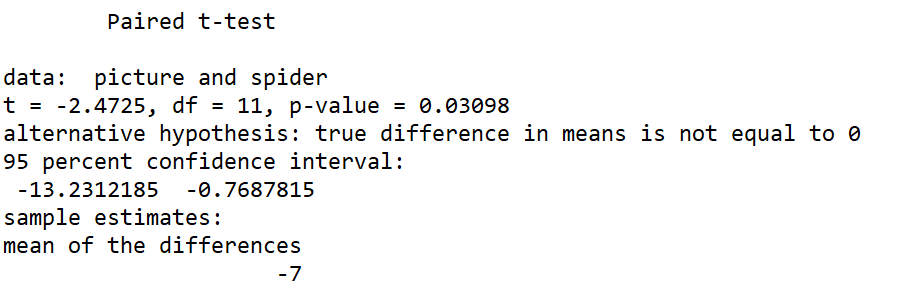 Paired t-test
data: picture and spider
t = -2.4725, df = 11, p-value = 0.03098
alternative hypothesis: true difference in means is not equal to 0
95 percent confidence interval:
-13.2312185 -0.7687815
sample estimates:
mean of the differences
-7